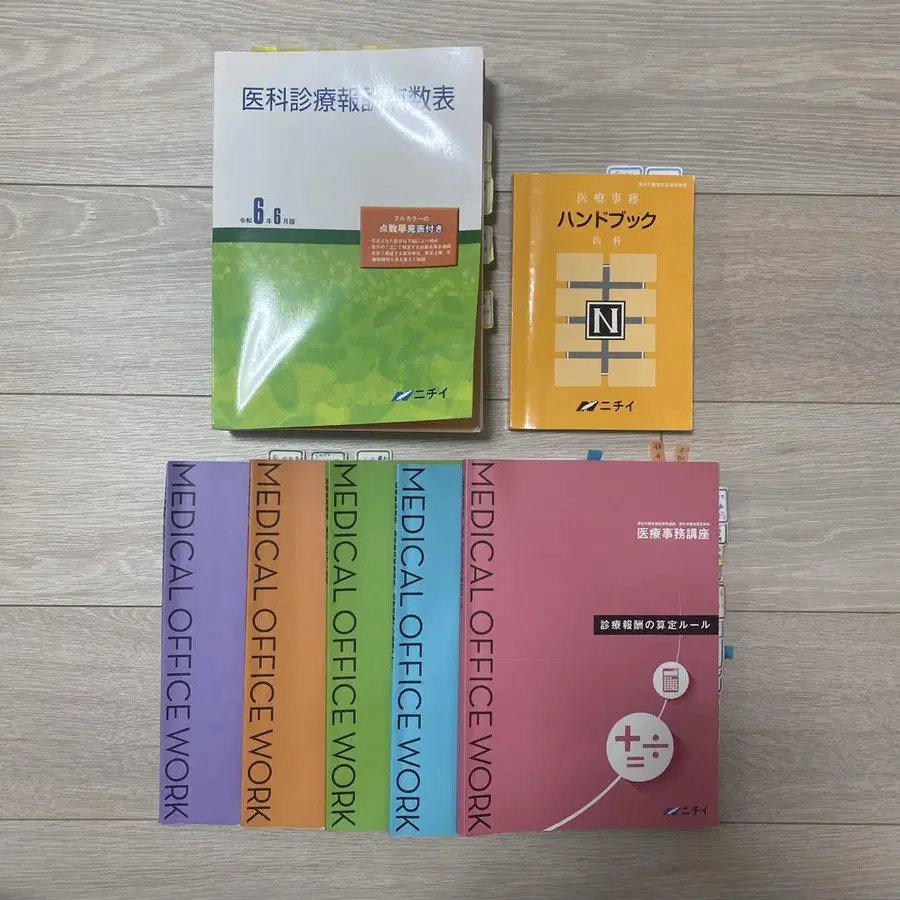 医科診療報酬点数表
令和6年6月版
フルカラーの
点数早見表付き
ニチイ
医療事務
ハンドブック
医科
N
ニチイ
MEDICAL OFFICE WORK
MEDICAL OFFICE WORK
MEDICAL OFFICE WORK
MEDICAL OFFICE WORK
MEDICAL OFFICE WORK
医療事務講座
診療報酬の算定ルール
ニチイ